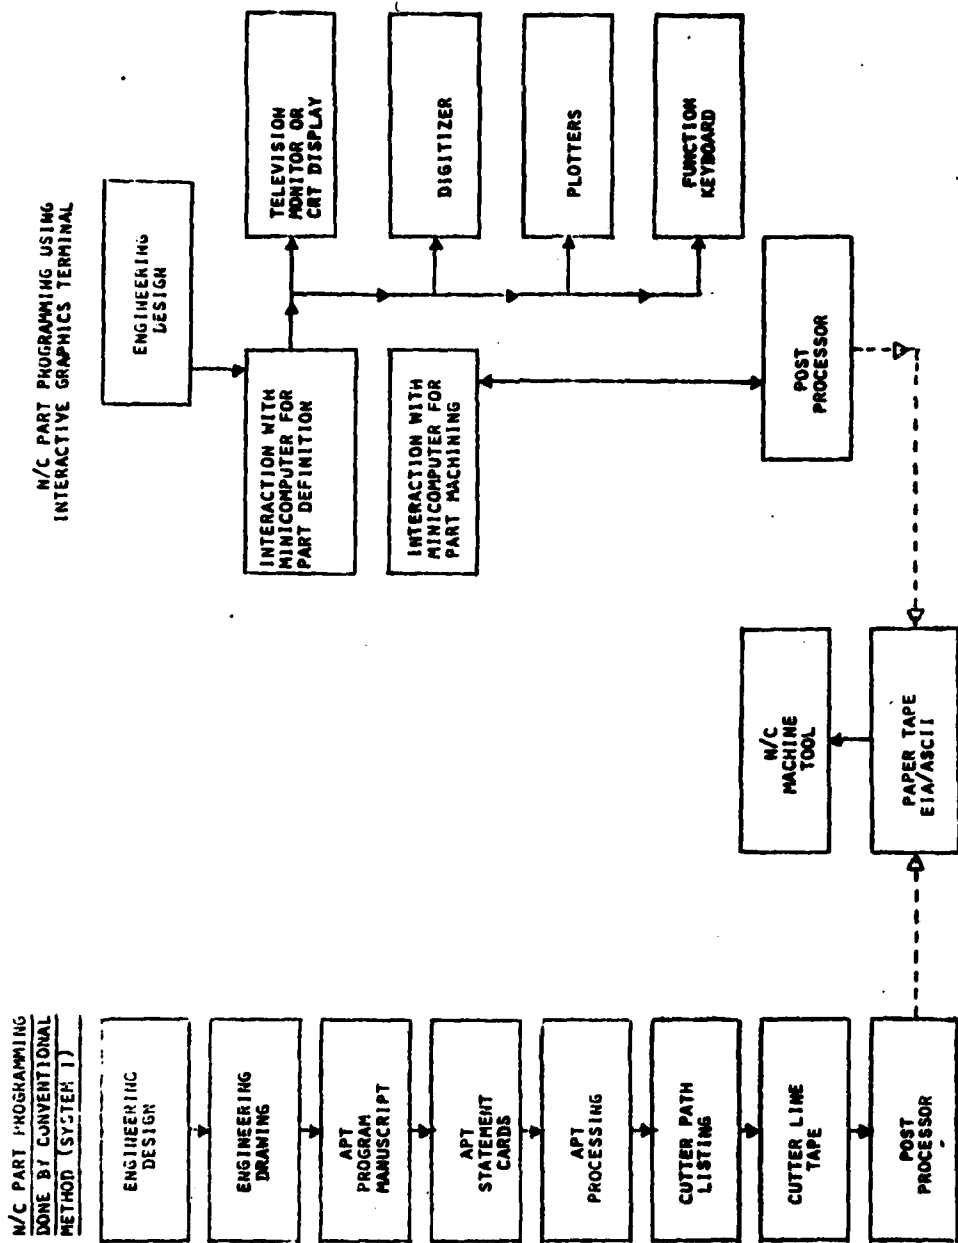 N/C PART PROGRAMMING
DONE BY CONVENTIONAL
METHOD (SYSTEM 1)
ENGINEERING
DESIGN
ENGINEERING
DRAWING
APT
PROGRAM
MANUSCRIPT
APT
STATEMENT
CARDS
APT
PROCESSING
CUTTER PATH
LISTING
CUTTER LINE
TAPE
POST
PROCESSOR
N/C
MACHINE
TOOL
PAPER TAPE
EIA/ASCII
N/C PART PROGRAMMING USING
INTERACTIVE GRAPHICS TERMINAL
ENGINEERING
DESIGN
INTERACTION WITH
MINICOMPUTER FOR
PART DEFINITION
INTERACTION WITH
MINICOMPUTER FOR
PART MACHINING
POST
PROCESSOR
TELEVISION
MONITOR OR
CRT DISPLAY
DIGITIZER
PLOTTERS
FUNCTION
KEYBOARD